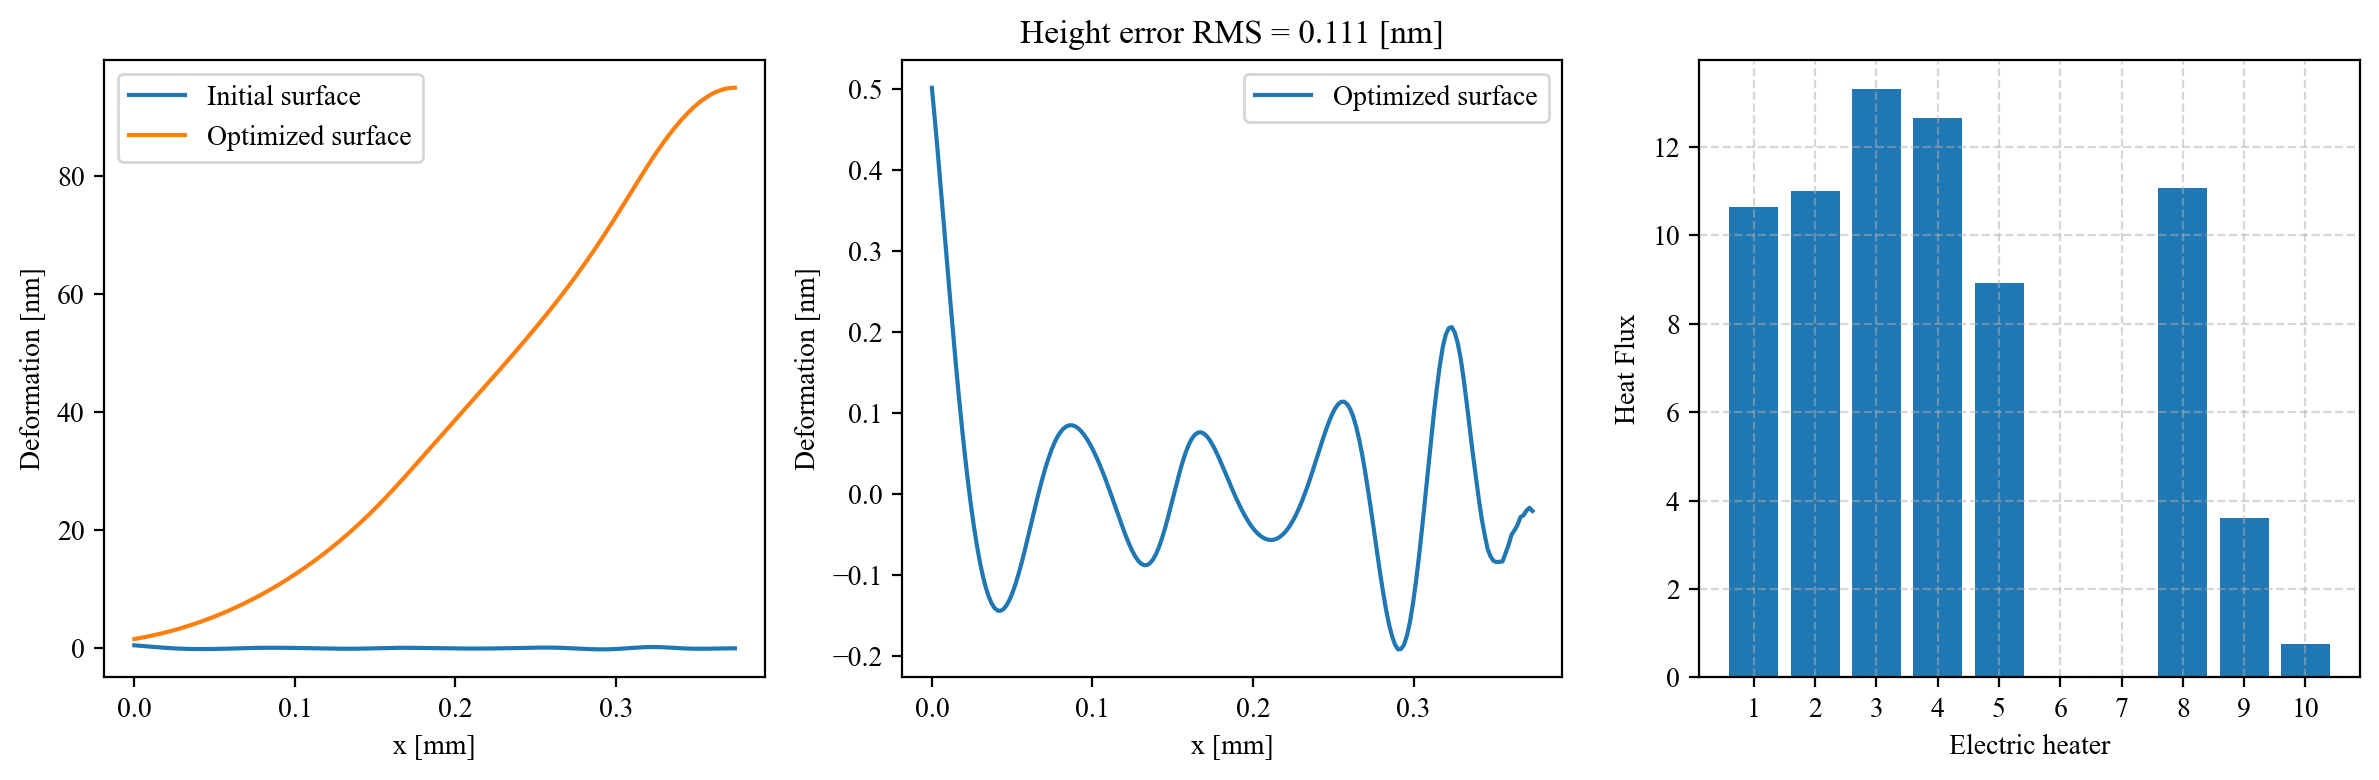 Initial surface
Optimized surface
80
60
40
20
0
Deformation [nm]
0.0 0.1 0.2 0.3
x [mm]
Height error RMS = 0.111 [nm]
Optimized surface
0.5
0.4
0.3
0.2
0.1
0.0
−0.1
−0.2
Deformation [nm]
0.0 0.1 0.2 0.3
x [mm]
12
10
8
6
4
2
0
Heat Flux
1 2 3 4 5 6 7 8 9 10
Electric heater